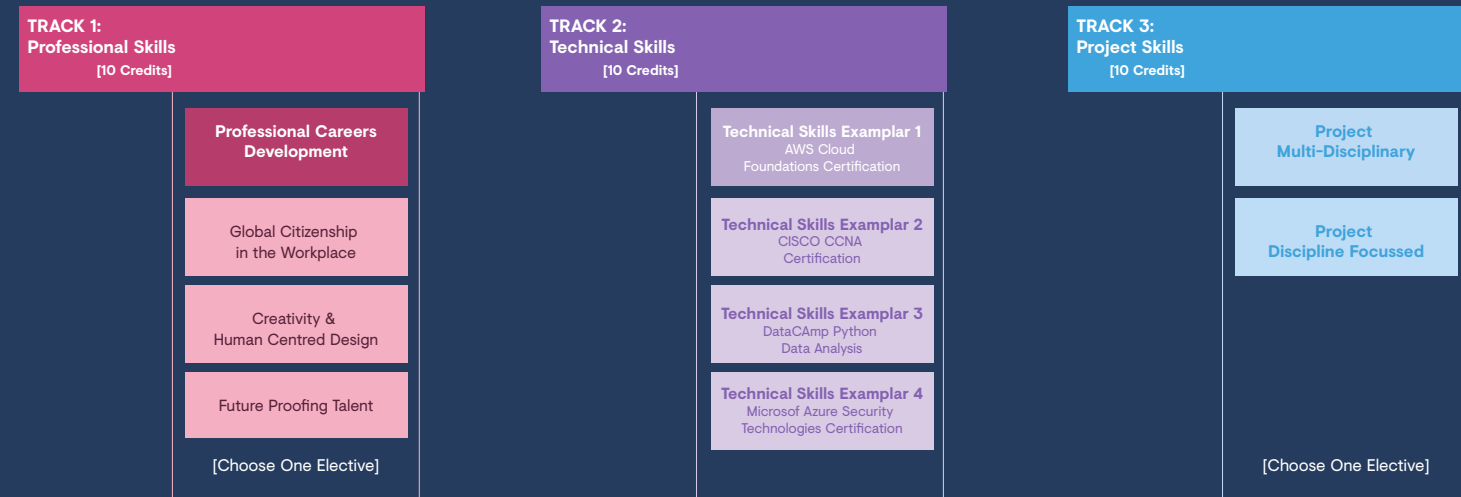 TRACK 1:
Professional Skills
[10 Credits]
Professional Careers
Development
Global Citizenship
in the Workplace
Creativity &
Human Centred Design
Future Proofing Talent
[Choose One Elective]
TRACK 2:
Technical Skills
[10 Credits]
Technical Skills Examplar 1
AWS Cloud
Foundations Certification
Technical Skills Examplar 2
CISCO CCNA
Certification
Technical Skills Examplar 3
DataCAmp Python
Data Analysis
Technical Skills Examplar 4
Microsof Azure Security
Technologies Certification
TRACK 3:
Project Skills
[10 Credits]
Project
Multi-Disciplinary
Project
Discipline Focussed
[Choose One Elective]